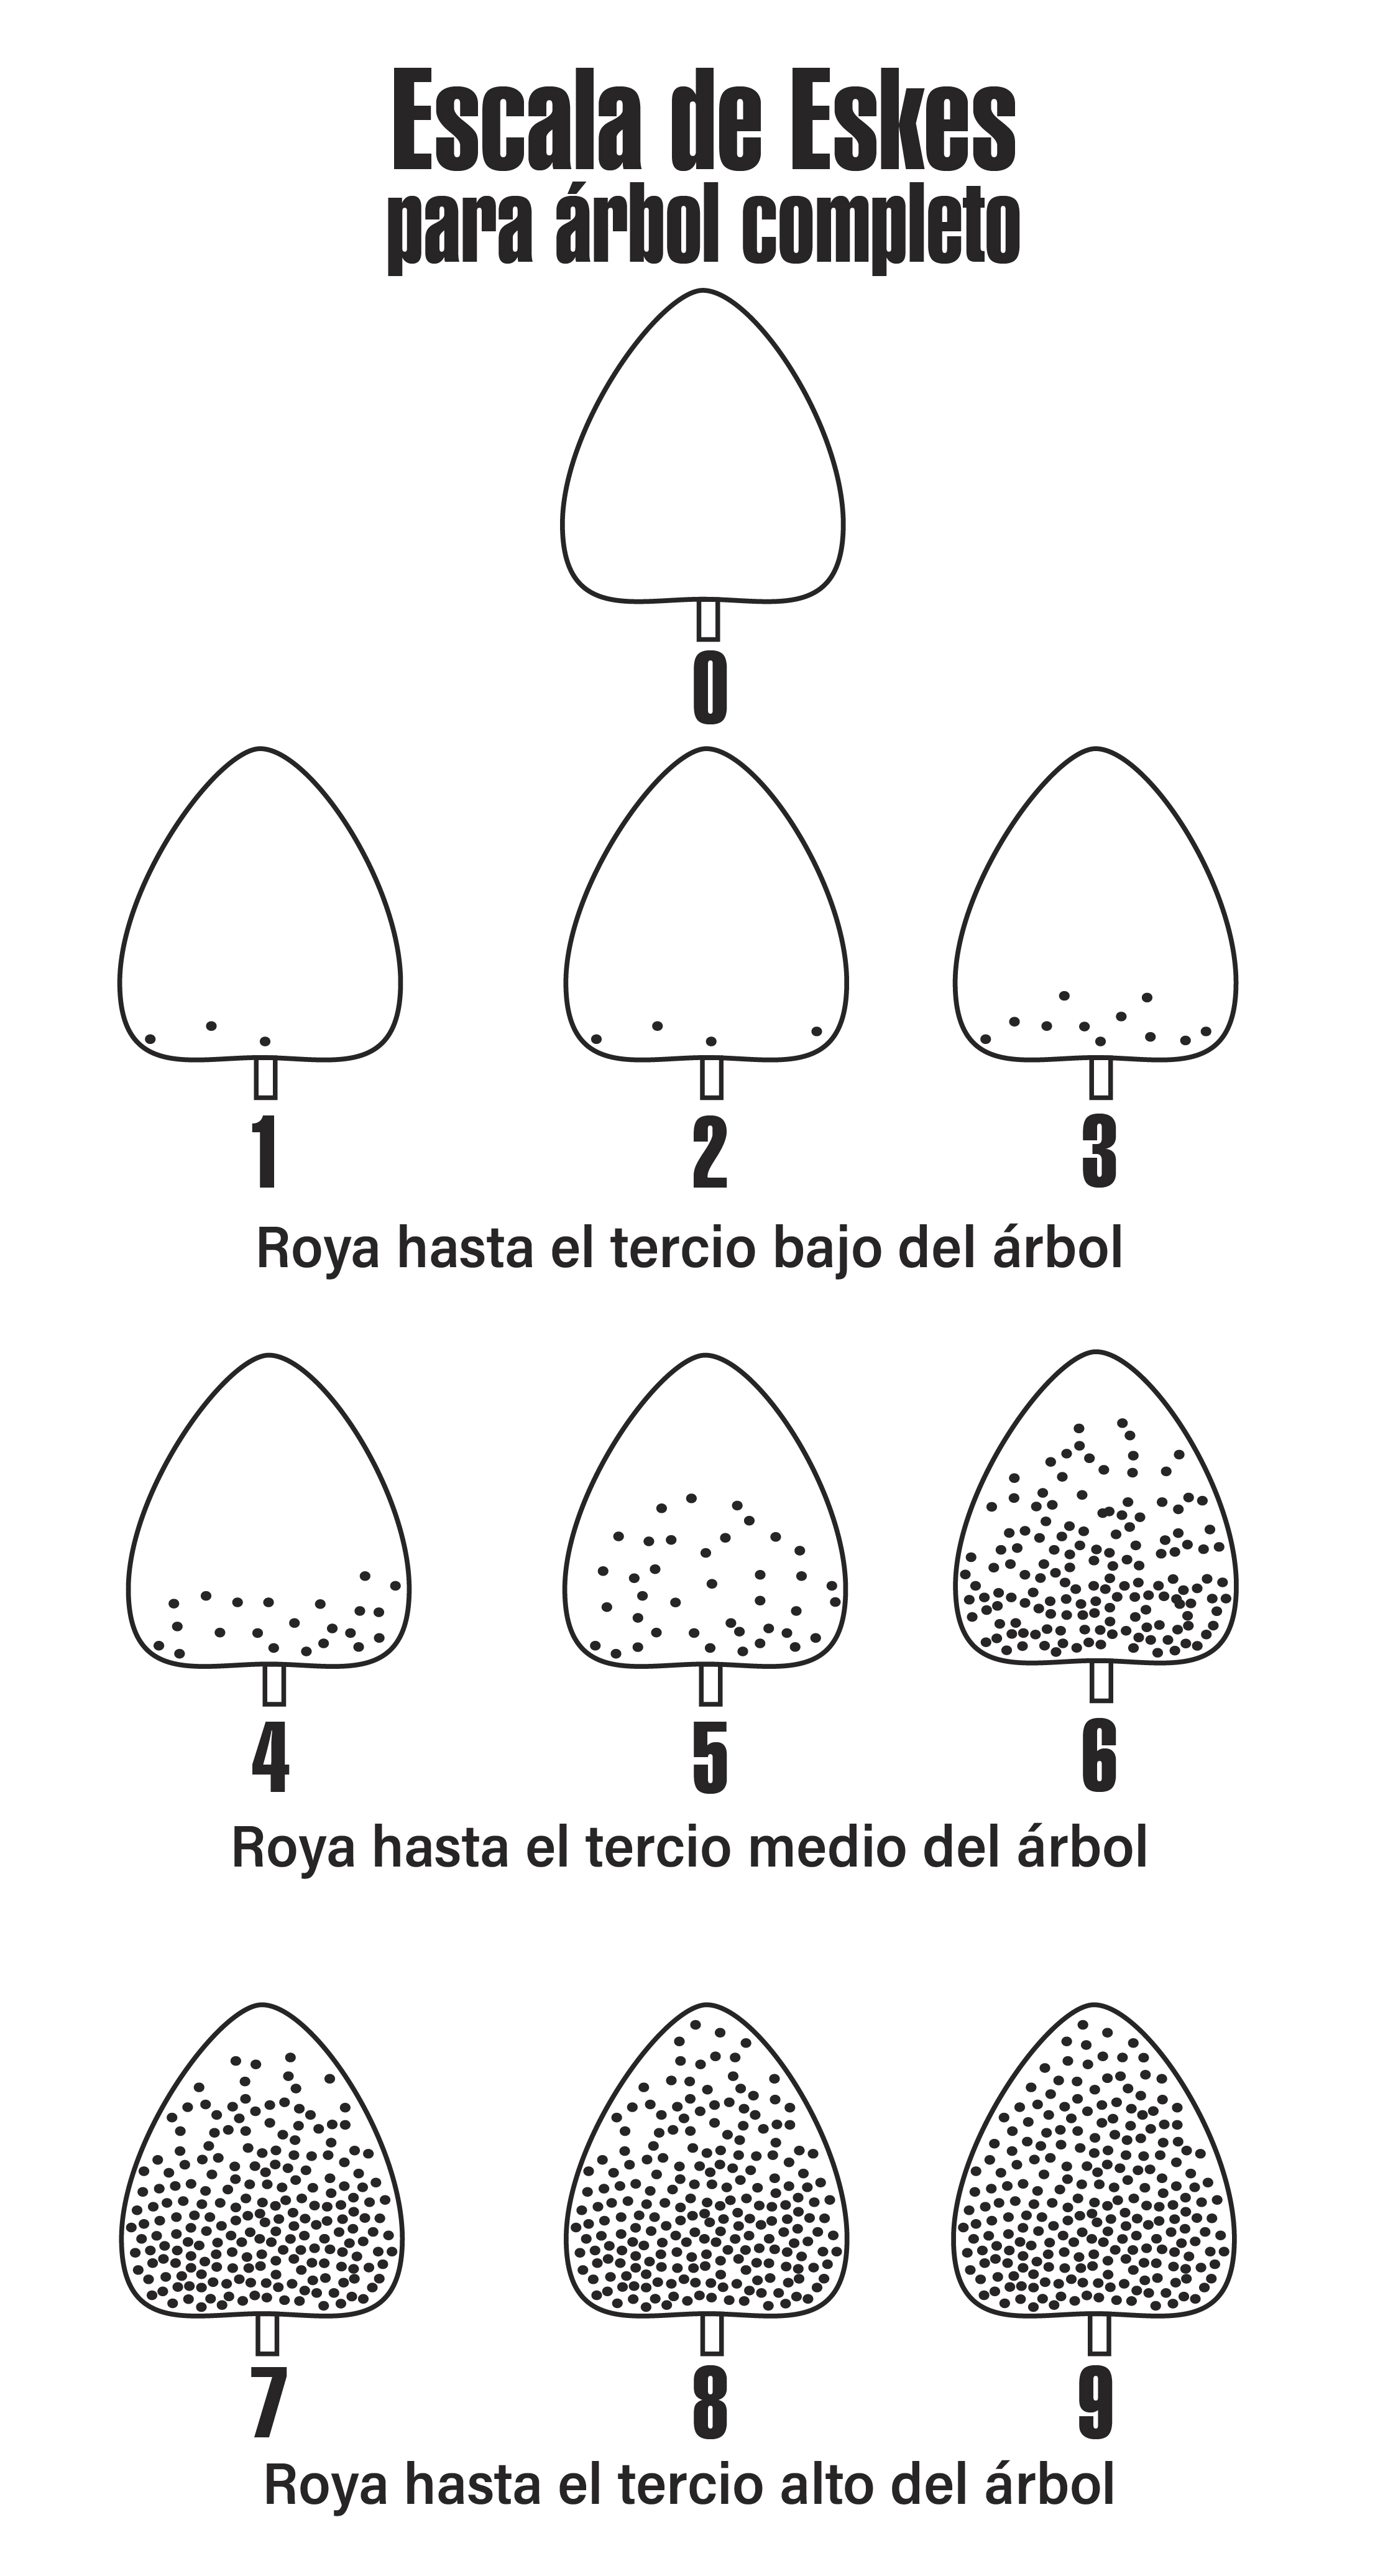 Escala de Eskes
para árbol completo
0
1 2 3
Roya hasta el tercio bajo del árbol
4 5 6
Roya hasta el tercio medio del árbol
7 8 9
Roya hasta el tercio alto del árbol